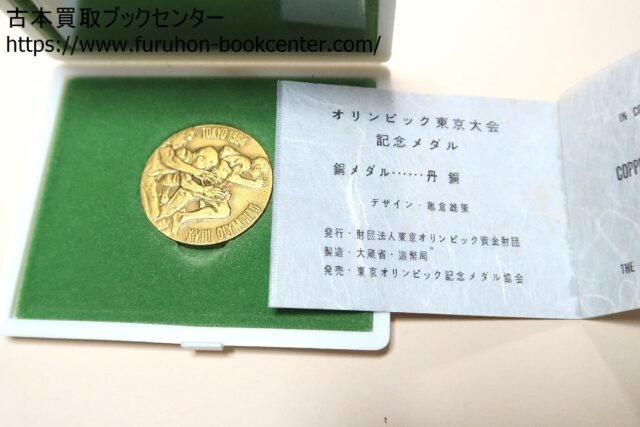 古本買取ブックセンター
https://www.furuhon-bookcenter.com/
TOKYO 1964
XVIII OLYMPIAD
オリンピック東京大会
記念メダル
銅メダル……丹銅
デザイン・亀倉雄策
発行・財団法人東京オリンピック資金財団
製造・大蔵省・造幣局
発売・東京オリンピック記念メダル協会
IN CO
COPP
THE